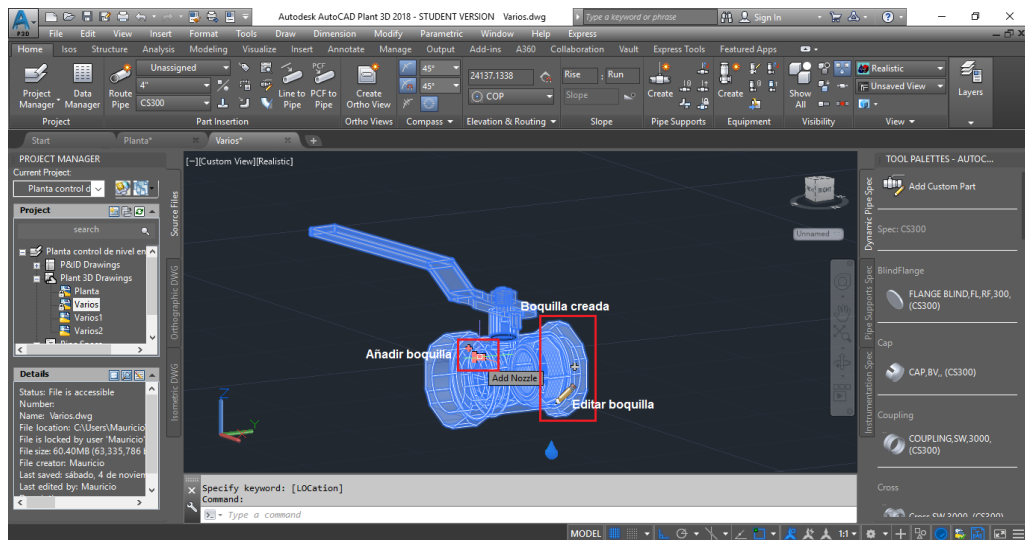 Autodesk AutoCAD Plant 3D 2018 - STUDENT VERSION Varios.dwg
Type a keyword or phrase
Sign In
P3D
File Edit View Insert Format Tools Draw Dimension Modify Parametric Window Help Express
Home Isos Structure Analysis Modeling Visualize Insert Annotate Manage Output Add-ins A360 Collaboration Vault Express Tools Featured Apps
Project Manager
Data Manager
Route Pipe
Unassigned
4"
CS300
Line to Pipe
PCF
PCF to Pipe
Create Ortho View
45°
45°
24137.1338
COP
Rise : Run
Slope
Create
Create
Show All
Realistic
Unsaved View
Layers
Project
Part Insertion
Ortho Views
Compass
Elevation & Routing
Slope
Pipe Supports
Equipment
Visibility
View
Start
Planta*
Varios*
PROJECT MANAGER
Current Project:
Planta control d
Project
search
Planta control de nivel en
P&ID Drawings
Plant 3D Drawings
Planta
Varios
Varios1
Varios2
Source Files
Orthographic DWG
Isometric DWG
Details
Status: File is accessible
Number:
Name: Varios.dwg
File location: C:\Users\Mauricio
File is locked by user 'Mauricio'
File size: 60.40MB (63,335,786 b
File creator: Mauricio
Last saved: sábado, 4 de novien
Last edited by: Mauricio
[−][Custom View][Realistic]
Boquilla creada
Añadir boquilla
Add Nozzle
Editar boquilla
Z
Y
RIGHT
Unnamed
Specify keyword: [LOCation]
Command:
Type a command
TOOL PALETTES - AUTOC...
Dynamic Pipe Spec
Pipe Supports Spec
Instrumentation Spec
Add Custom Part
Spec: CS300
BlindFlange
FLANGE BLIND,FL,RF,300,
(CS300)
Cap
CAP,BV,, (CS300)
Coupling
COUPLING,SW,3000,
(CS300)
Cross
Cross SW 3000 (CS300)
MODEL
1:1